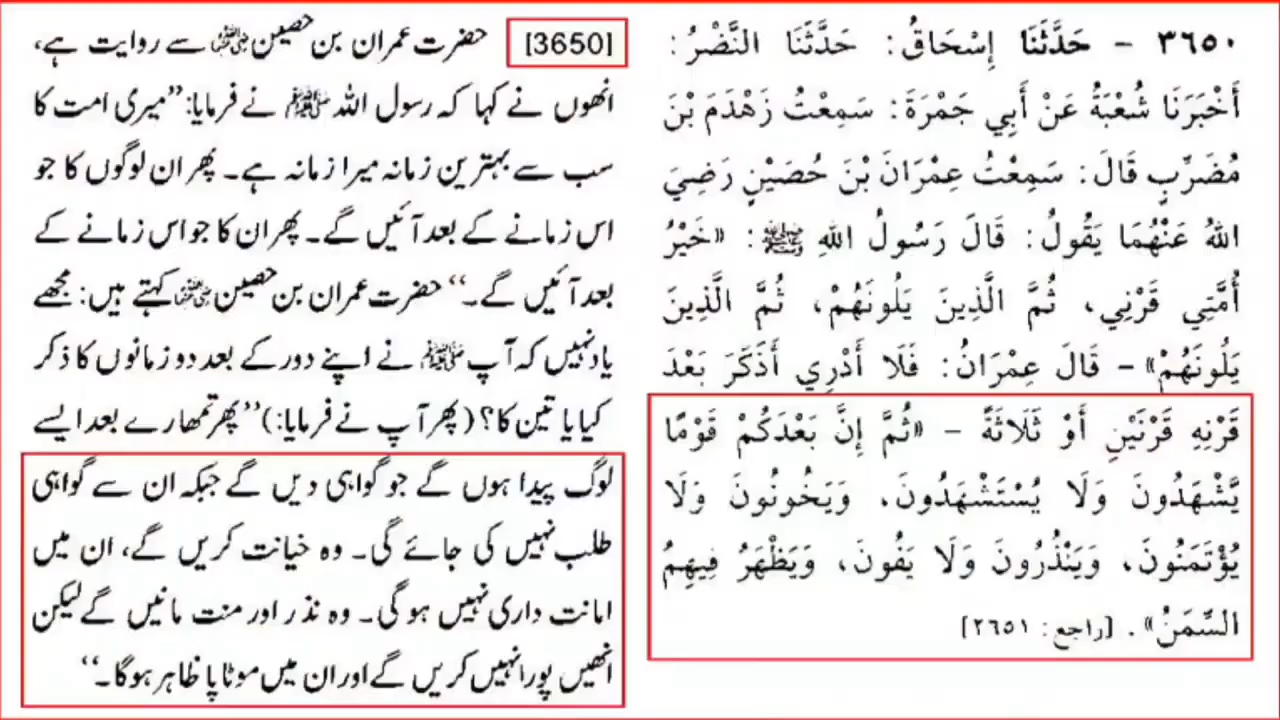 ٣٦٥٠ - حَدَّثَنَا إِسْحَاقُ: حَدَّثَنَا النَّضْرُ:
أَخْبَرَنَا شُعْبَةُ عَنْ أَبِي جَمْرَةَ: سَمِعْتُ زَهْدَمَ بْنَ
مُضَرِّبٍ قَالَ: سَمِعْتُ عِمْرَانَ بْنَ حُصَيْنٍ رَضِيَ
اللهُ عَنْهُمَا يَقُولُ: قَالَ رَسُولُ اللهِ ﷺ: «خَيْرُ
أُمَّتِي قَرْنِي، ثُمَّ الَّذِينَ يَلُونَهُمْ، ثُمَّ الَّذِينَ
يَلُونَهُمْ» - قَالَ عِمْرَانُ: فَلَا أَدْرِي أَذَكَرَ بَعْدَ
قَرْنِهِ قَرْنَيْنِ أَوْ ثَلَاثَةً - «ثُمَّ إِنَّ بَعْدَكُمْ قَوْمًا
يَّشْهَدُونَ وَلَا يُسْتَشْهَدُونَ، وَيَخُونُونَ وَلَا
يُؤْتَمَنُونَ، وَيَنْذُرُونَ وَلَا يَفُونَ، وَيَظْهَرُ فِيهِمُ
السِّمَنُ». [راجع: ٢٦٥١]
[3650] حضرت عمران بن حصین رضی اللہ عنہ سے روایت ہے،
انھوں نے کہا کہ رسول اللہ ﷺ نے فرمایا: ”میری امت کا
سب سے بہترین زمانہ میرا زمانہ ہے۔ پھر ان لوگوں کا جو
اس زمانے کے بعد آئیں گے۔ پھر ان کا جو اس زمانے کے
بعد آئیں گے۔“ حضرت عمران بن حصین رضی اللہ عنہ کہتے ہیں: مجھے
یاد نہیں کہ آپ ﷺ نے اپنے دور کے بعد دو زمانوں کا ذکر
کیا یا تین کا؟ (پھر آپ نے فرمایا:) ”پھر تمھارے بعد ایسے
لوگ پیدا ہوں گے جو گواہی دیں گے جبکہ ان سے گواہی
طلب نہیں کی جائے گی۔ وہ خیانت کریں گے، ان میں
امانت داری نہیں ہوگی۔ وہ نذر اور منت مانیں گے لیکن
انھیں پورا نہیں کریں گے اور ان میں موٹاپا ظاہر ہوگا۔“